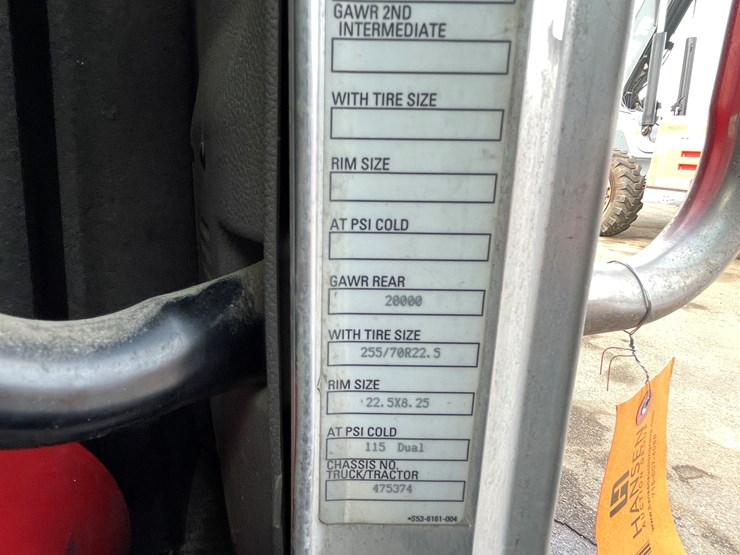 GAWR 2ND
INTERMEDIATE
WITH TIRE SIZE
RIM SIZE
AT PSI COLD
GAWR REAR
20000
WITH TIRE SIZE
255/70R22.5
RIM SIZE
22.5X8.25
AT PSI COLD
115 Dual
CHASSIS NO.
TRUCK/TRACTOR
475374
•S53-6161-004
HANSEN